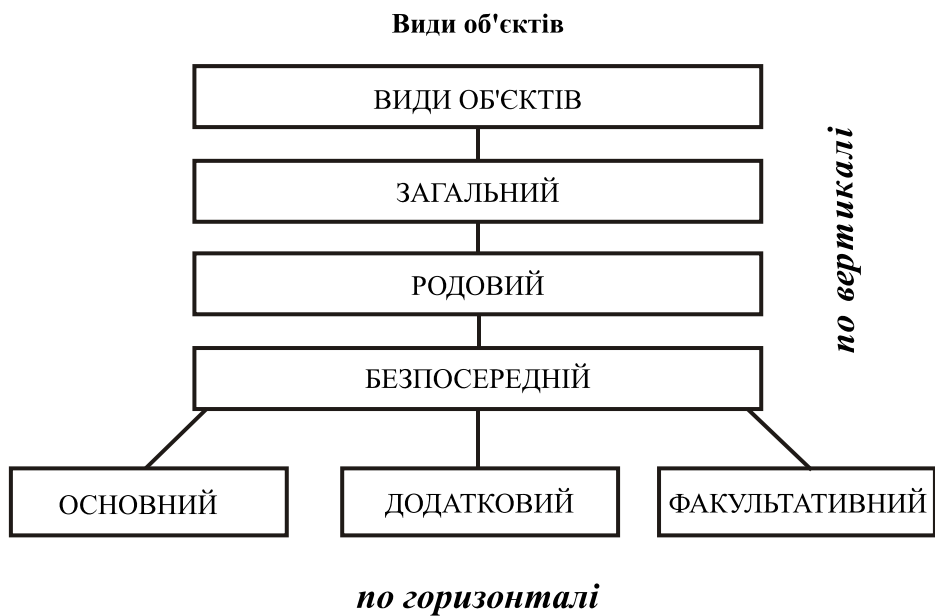 Види об'єктів
ВИДИ ОБ'ЄКТІВ
ЗАГАЛЬНИЙ
РОДОВИЙ
БЕЗПОСЕРЕДНІЙ
по вертикалі
ОСНОВНИЙ
ДОДАТКОВИЙ
ФАКУЛЬТАТИВНИЙ
по горизонталі